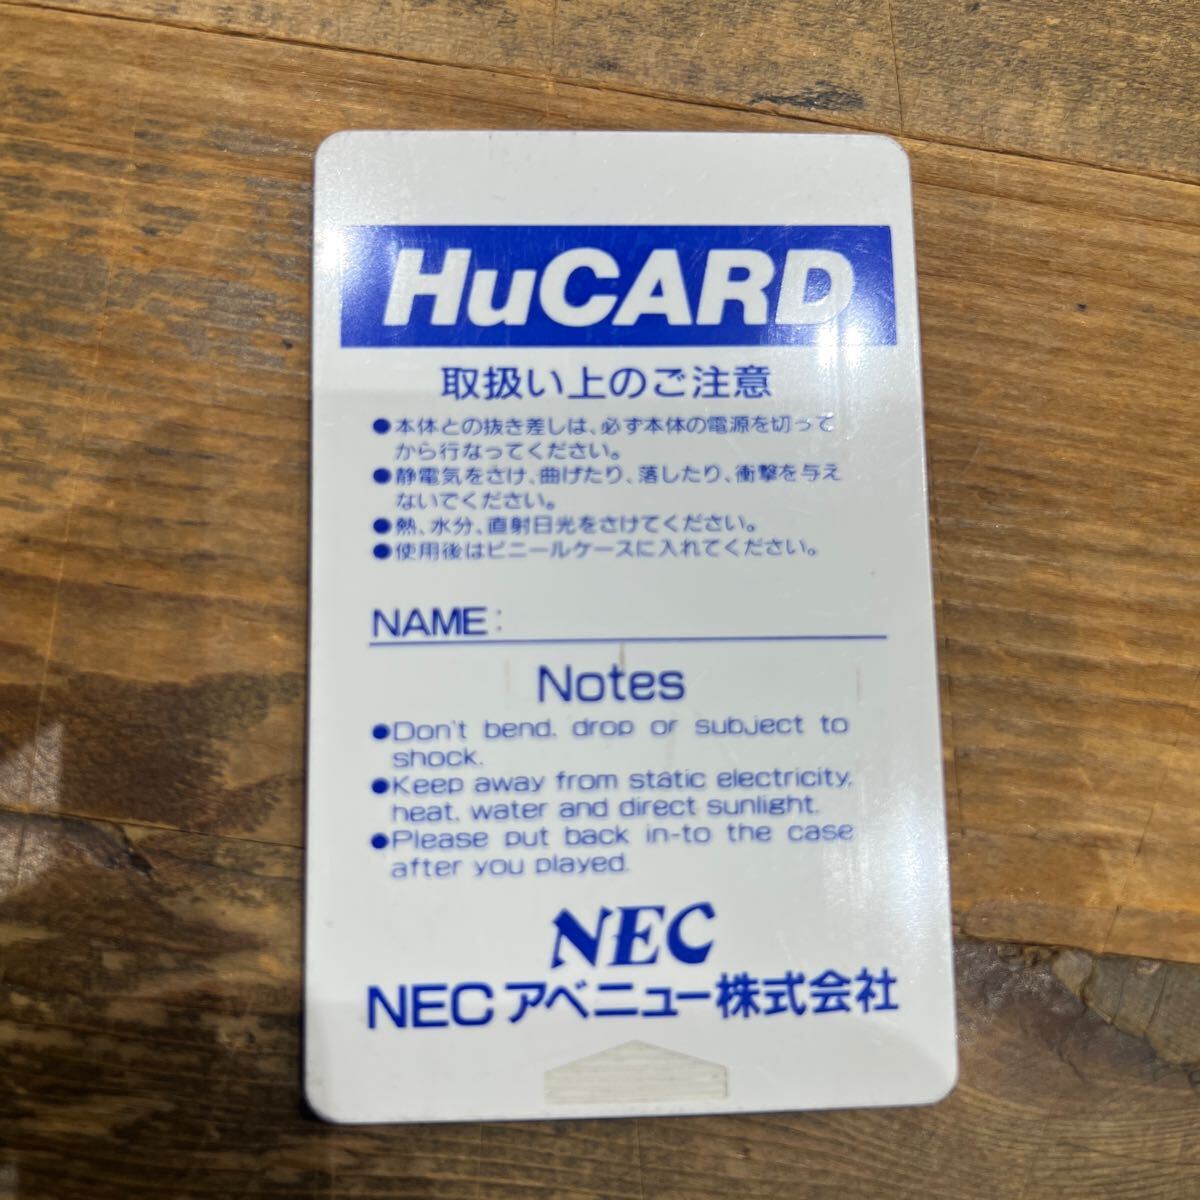 HuCARD
取扱い上のご注意
●本体との抜き差しは、必ず本体の電源を切って
から行なってください。
●静電気をさけ、曲げたり、落したり、衝撃を与え
ないでください。
●熱、水分、直射日光をさけてください。
●使用後はビニールケースに入れてください。
NAME:
Notes
●Don't bend, drop or subject to
shock.
●Keep away from static electricity,
heat, water and direct sunlight.
●Please put back in-to the case
after you played.
NEC
NECアベニュー株式会社